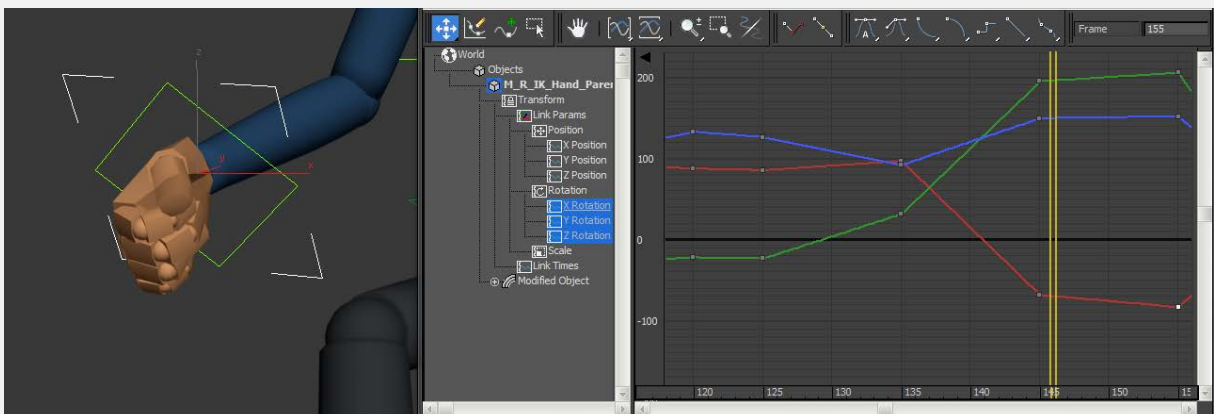 z
y
x
World
Objects
M_R_IK_Hand_Parer
Transform
Link Params
Position
X Position
Y Position
Z Position
Rotation
X Rotation
Y Rotation
Z Rotation
Scale
Link Times
Modified Object
A
Frame 155
200
100
0
-100
120 125 130 135 140 145 150 15